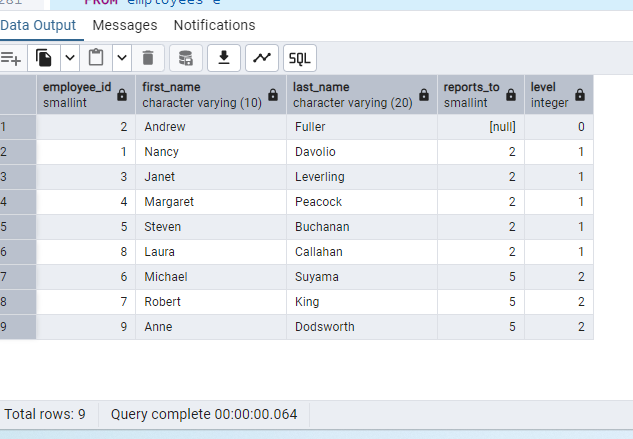 281 FROM employees e
Data Output Messages Notifications
SQL
employee_id first_name last_name reports_to level
smallint character varying (10) character varying (20) smallint integer
1 2 Andrew Fuller [null] 0
2 1 Nancy Davolio 2 1
3 3 Janet Leverling 2 1
4 4 Margaret Peacock 2 1
5 5 Steven Buchanan 2 1
6 8 Laura Callahan 2 1
7 6 Michael Suyama 5 2
8 7 Robert King 5 2
9 9 Anne Dodsworth 5 2
Total rows: 9 Query complete 00:00:00.064